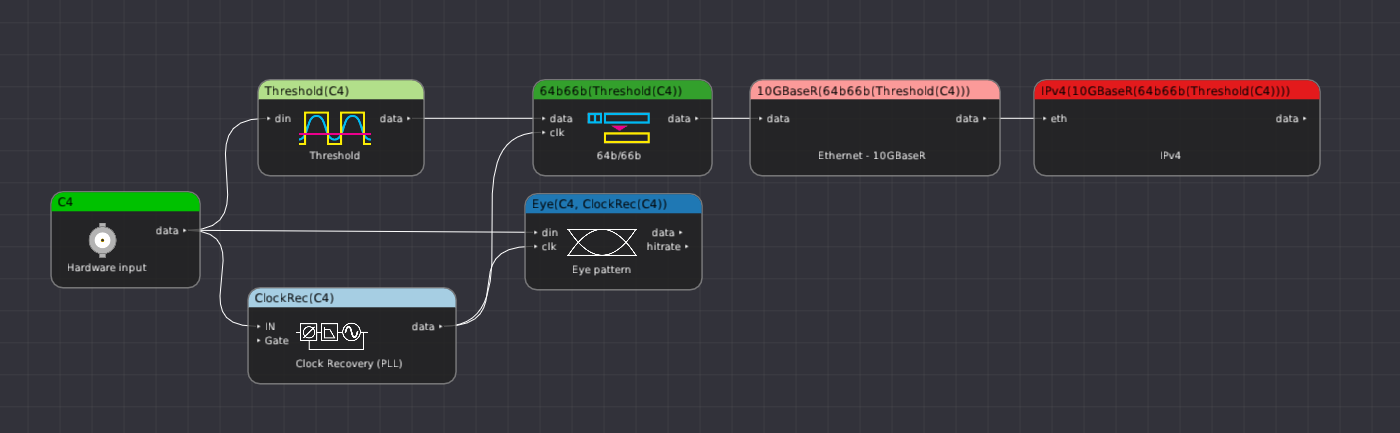 Threshold(C4)
din
data
Threshold
64b66b(Threshold(C4))
data
clk
data
64b/66b
10GBaseR(64b66b(Threshold(C4)))
data
data
Ethernet - 10GBaseR
IPv4(10GBaseR(64b66b(Threshold(C4))))
eth
data
IPv4
C4
data
Hardware input
Eye(C4, ClockRec(C4))
din
clk
data
hitrate
Eye pattern
ClockRec(C4)
IN
Gate
data
Clock Recovery (PLL)